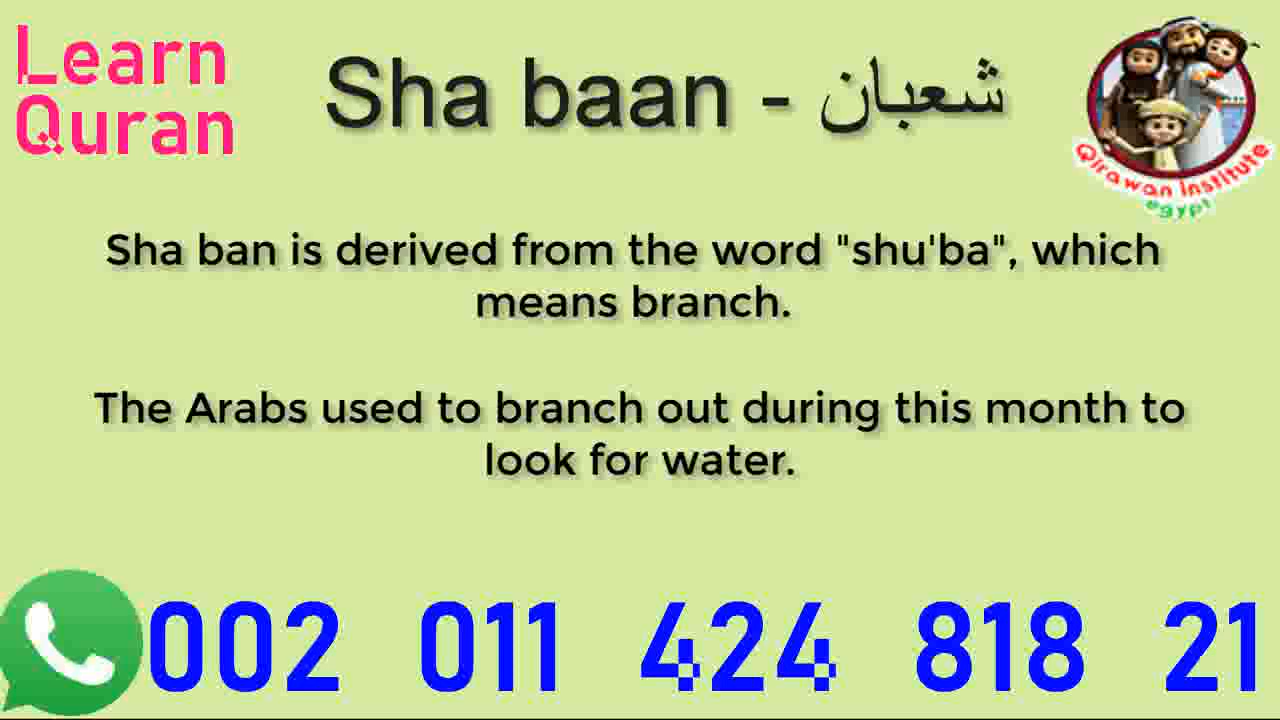 Learn
Quran
Sha baan - شعبان
Qirawan Institute
egypt
Sha ban is derived from the word "shu'ba", which
means branch.
The Arabs used to branch out during this month to
look for water.
002 011 424 818 21